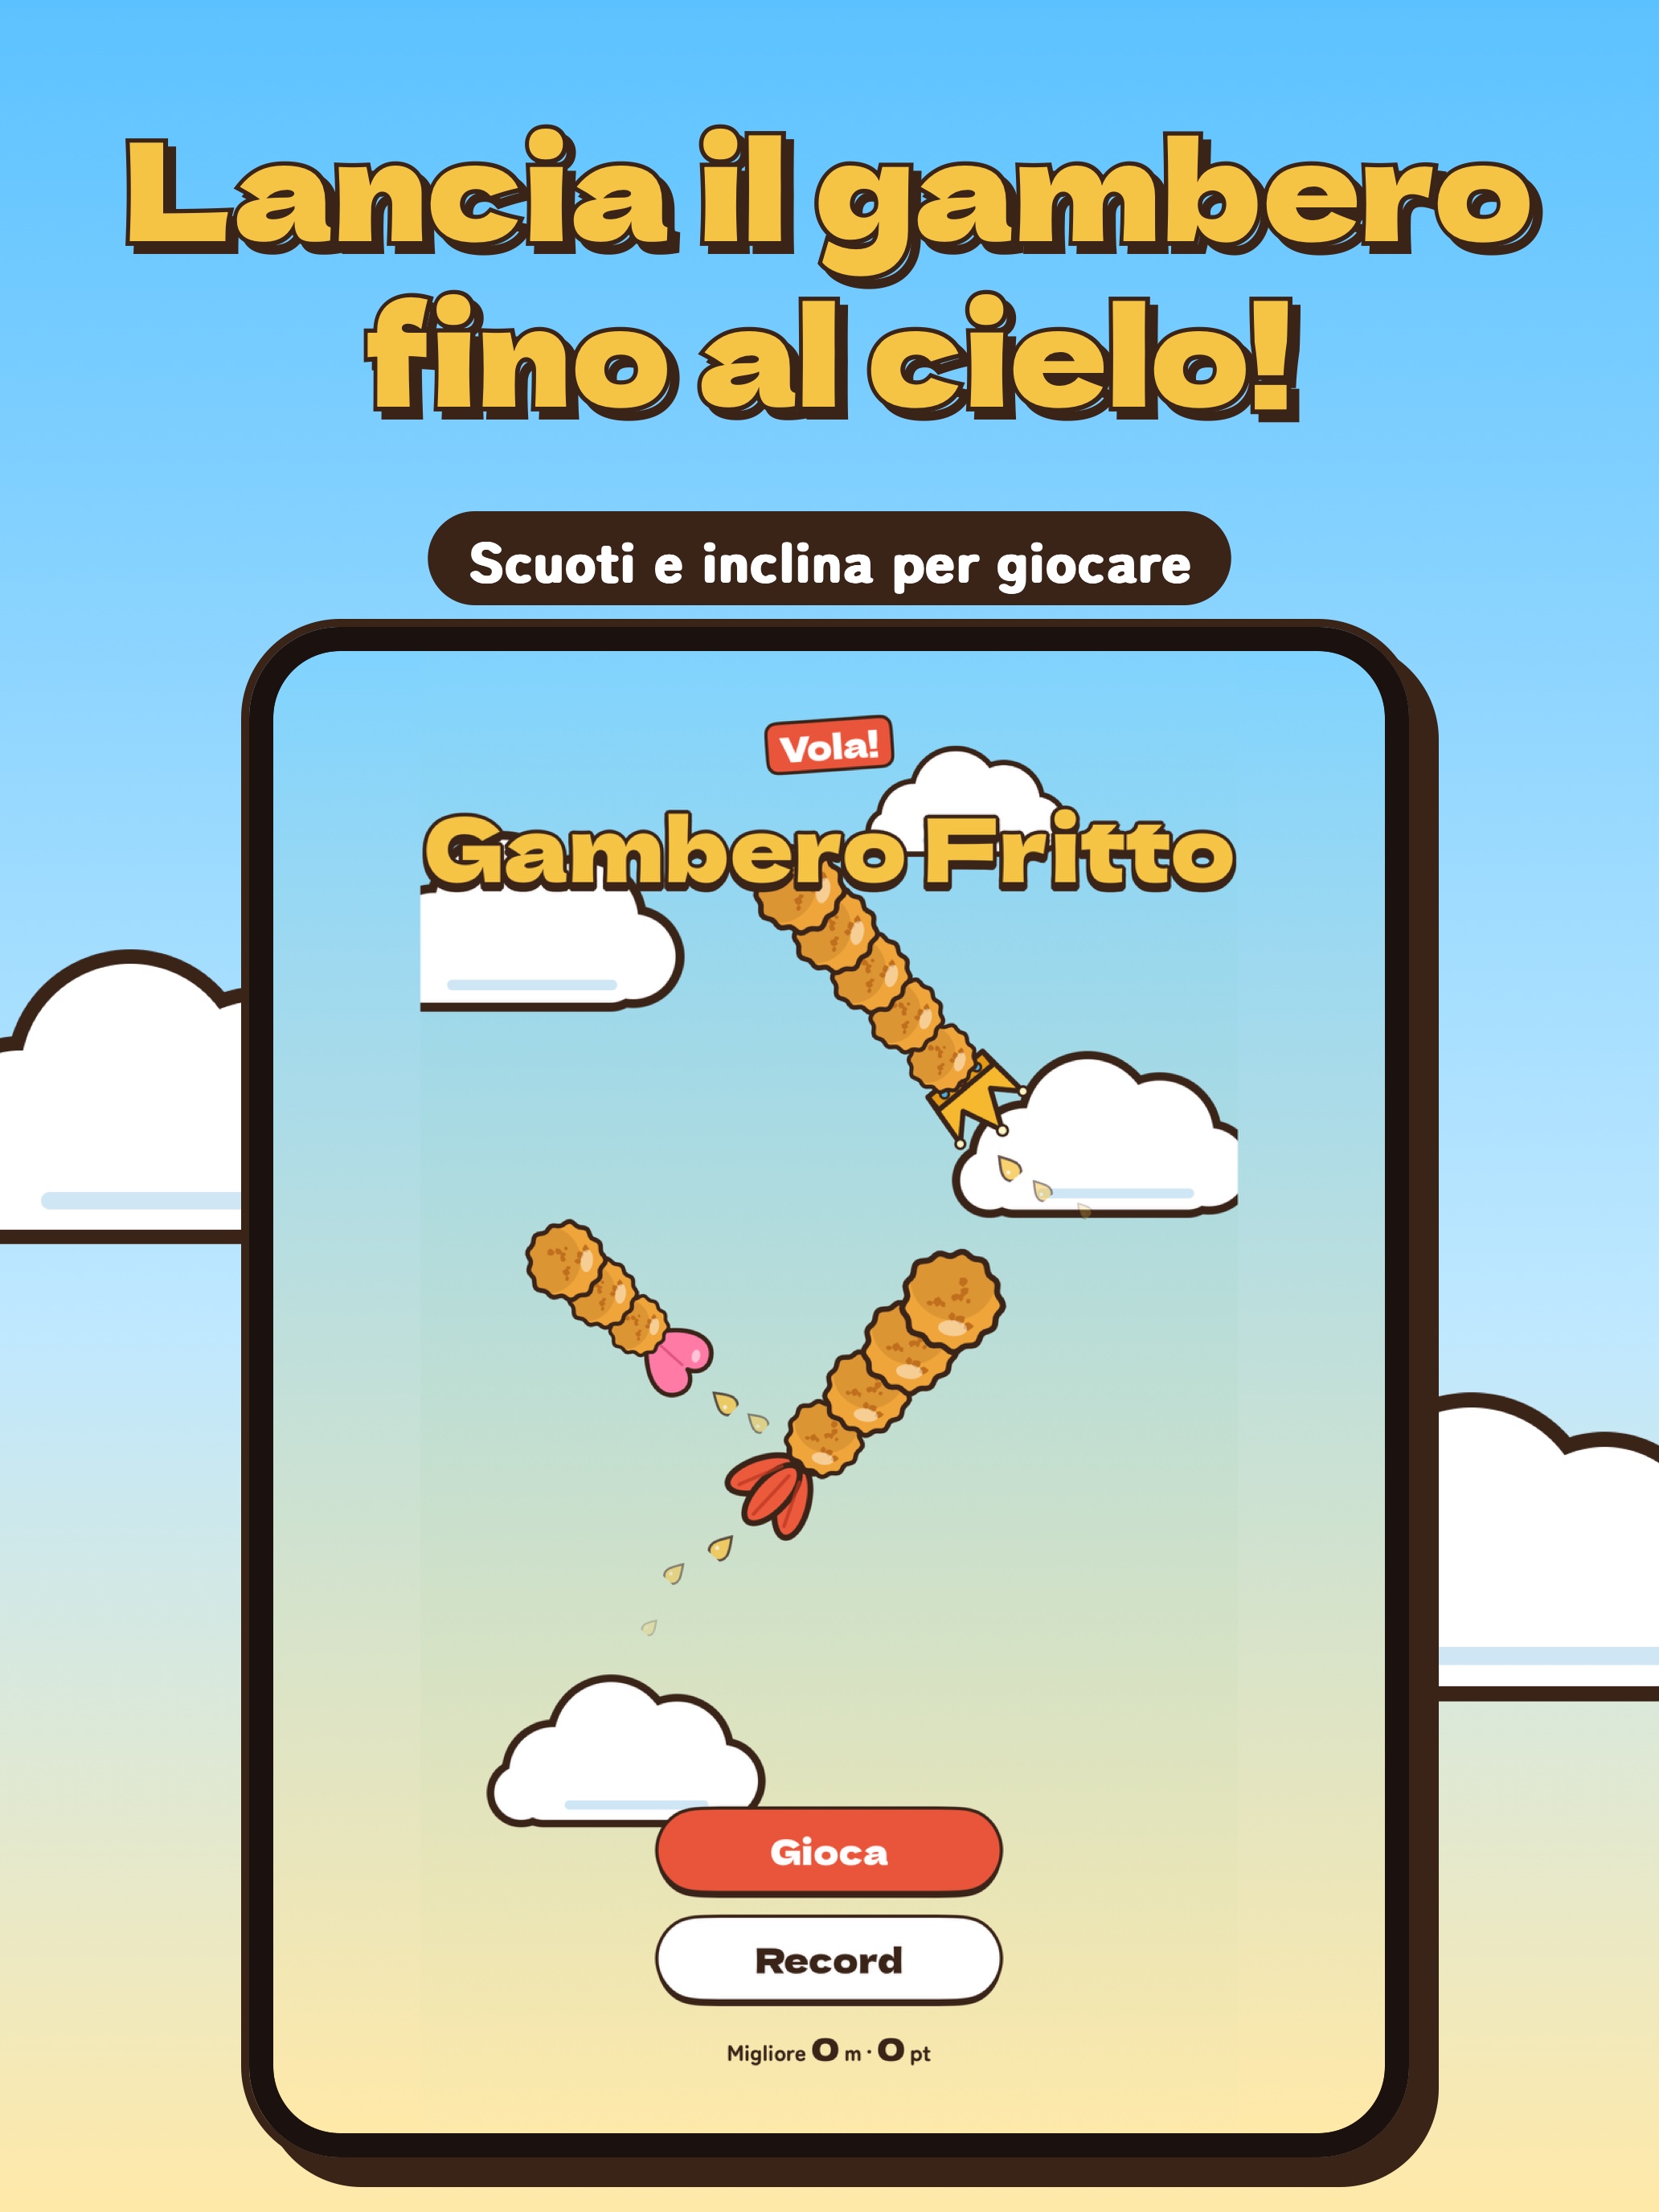 Lancia il gambero
fino al cielo!
Scuoti e inclina per giocare
Vola!
Gambero Fritto
Gioca
Record
Migliore 0 m · 0 pt